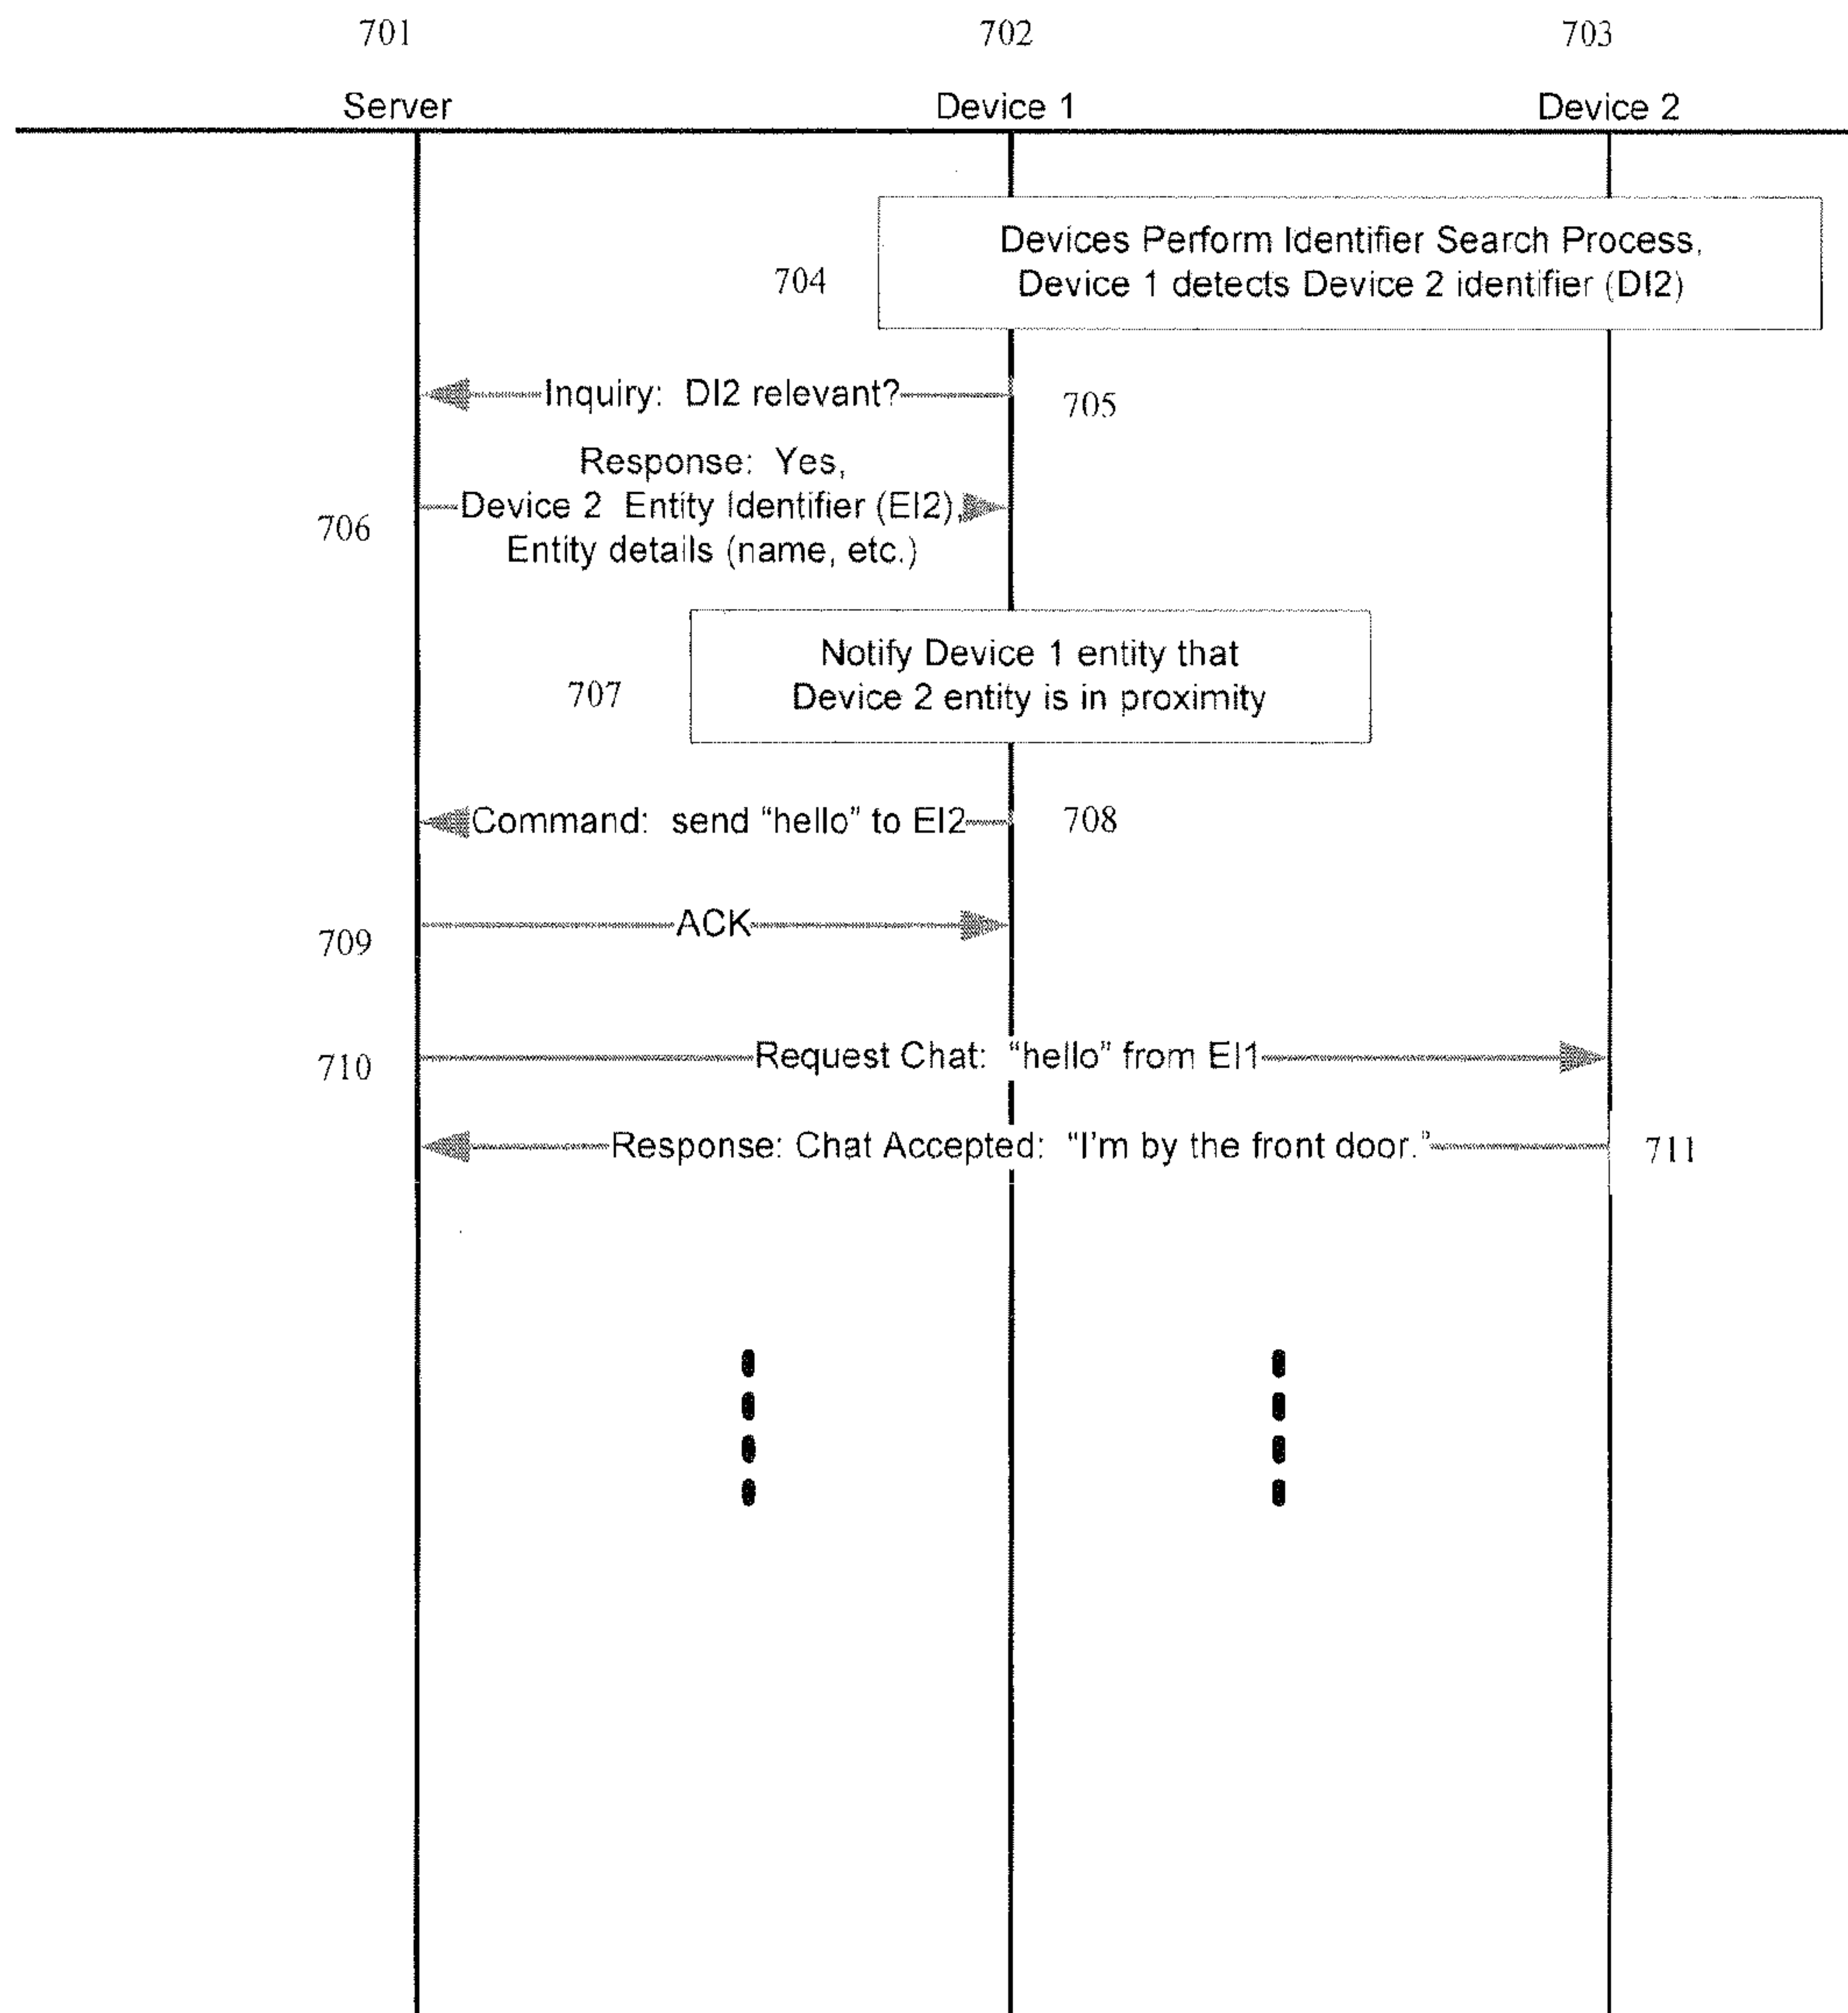 701 702 703
Server Device 1 Device 2
Devices Perform Identifier Search Process,
704 Device 1 detects Device 2 identifier (DI2)
Inquiry: DI2 relevant? 705
Response: Yes,
706 Device 2 Entity Identifier (EI2),
Entity details (name, etc.)
Notify Device 1 entity that
707 Device 2 entity is in proximity
Command: send “hello” to EI2 708
709 ACK
710 Request Chat: “hello” from EI1
Response: Chat Accepted: “I’m by the front door.” 711